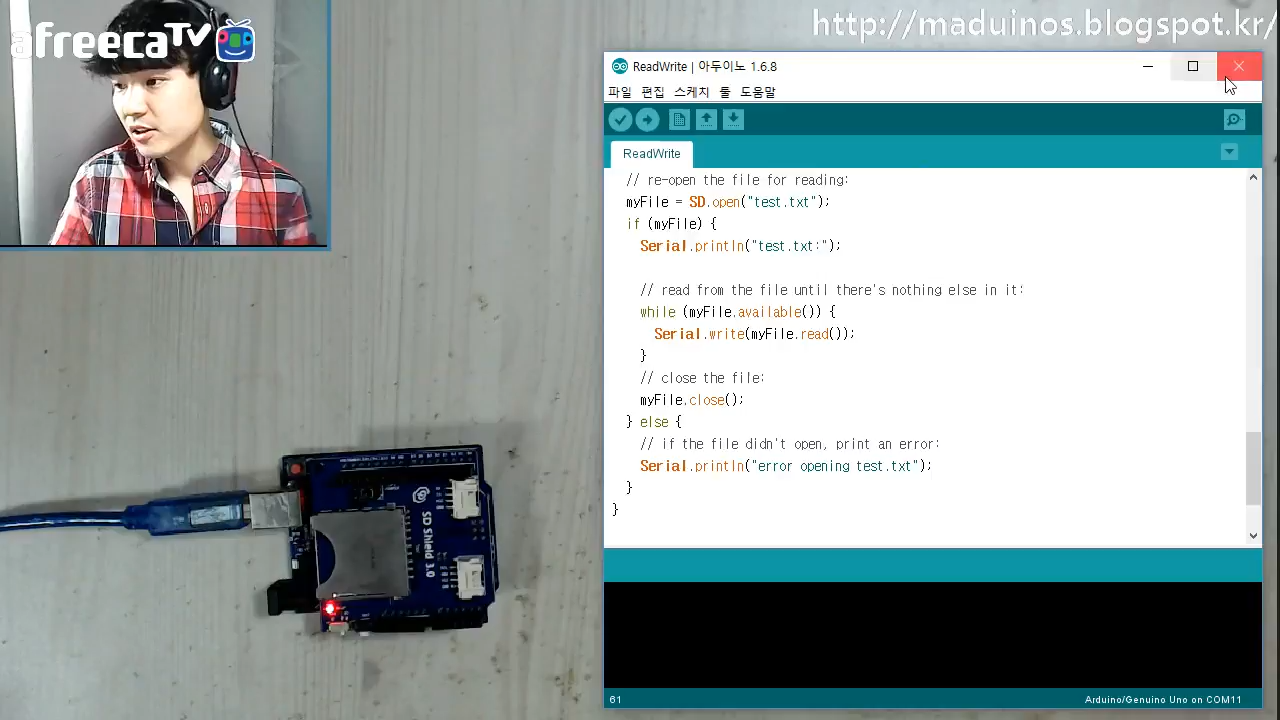 afreecaTV
http://maduinos.blogspot.kr/
ReadWrite | 아두이노 1.6.8
파일 편집 스케치 툴 도움말
ReadWrite
// re-open the file for reading:
myFile = SD.open("test.txt");
if (myFile) {
Serial.println("test.txt:");
// read from the file until there's nothing else in it:
while (myFile.available()) {
Serial.write(myFile.read());
}
// close the file:
myFile.close();
} else {
// if the file didn't open, print an error:
Serial.println("error opening test.txt");
}
}
61
Arduino/Genuino Uno on COM11
SD Shield 3.0